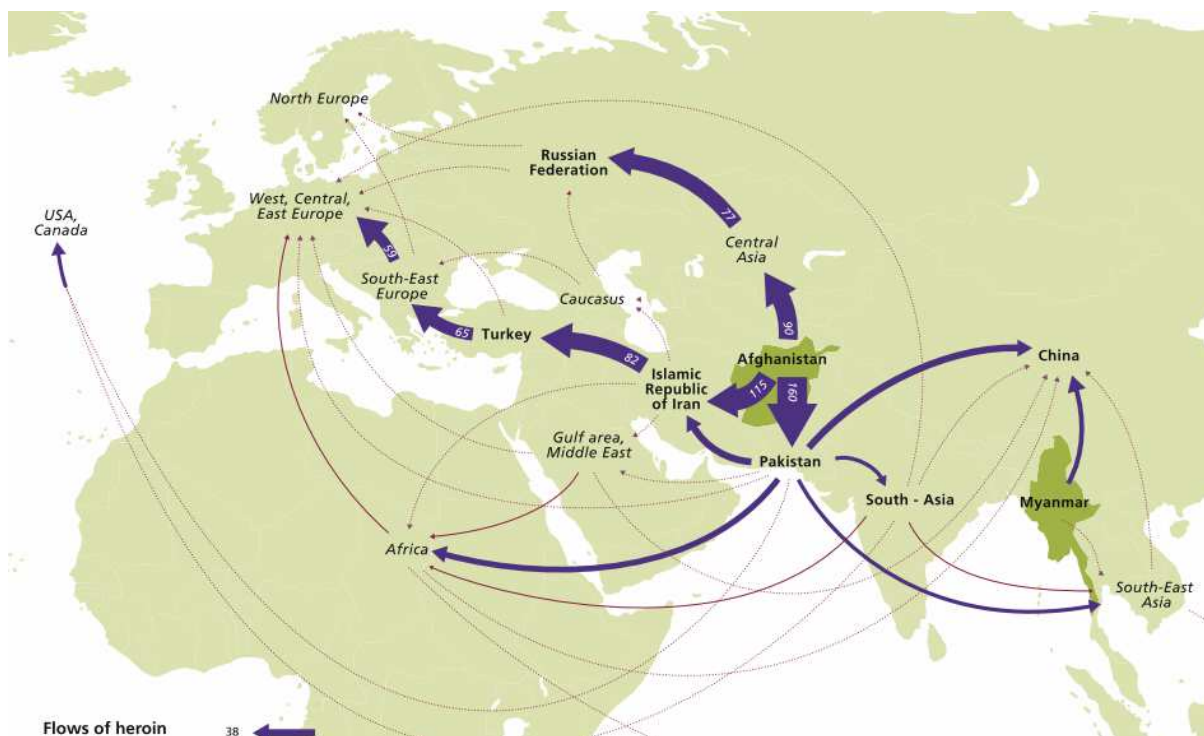 North Europe
Russian
Federation
West, Central,
East Europe
USA,
Canada
77
Central
Asia
59
South-East
Europe
Caucasus
90
65
Turkey
82
Afghanistan
China
Islamic
Republic
of Iran
115
160
Gulf area,
Middle East
Pakistan
South - Asia
Myanmar
Africa
South-East
Asia
Flows of heroin
38